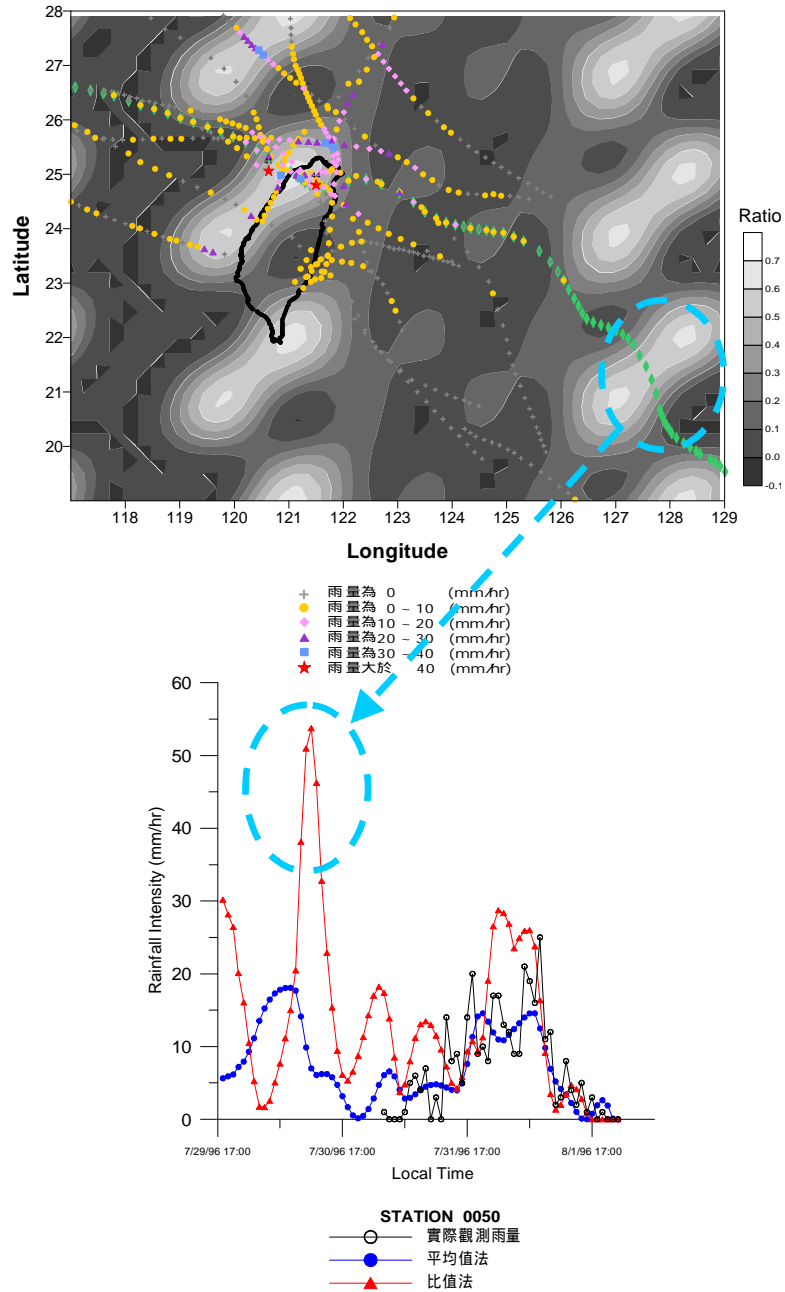 28
27
26
25
24
23
22
21
20
Latitude
41
44
118 119 120 121 122 123 124 125 126 127 128 129
Longitude
Ratio
0.7
0.6
0.5
0.4
0.3
0.2
0.1
0.0
-0.1
雨量為 0 (mm/hr)
雨量為 0 ~ 10 (mm/hr)
雨量為10 ~ 20 (mm/hr)
雨量為20 ~ 30 (mm/hr)
雨量為30 ~ 40 (mm/hr)
雨量大於 40 (mm/hr)
60
50
40
30
20
10
0
Rainfall Intensity (mm/hr)
7/29/96 17:00 7/30/96 17:00 7/31/96 17:00 8/1/96 17:00
Local Time
STATION 0050
實際觀測雨量
平均值法
比值法